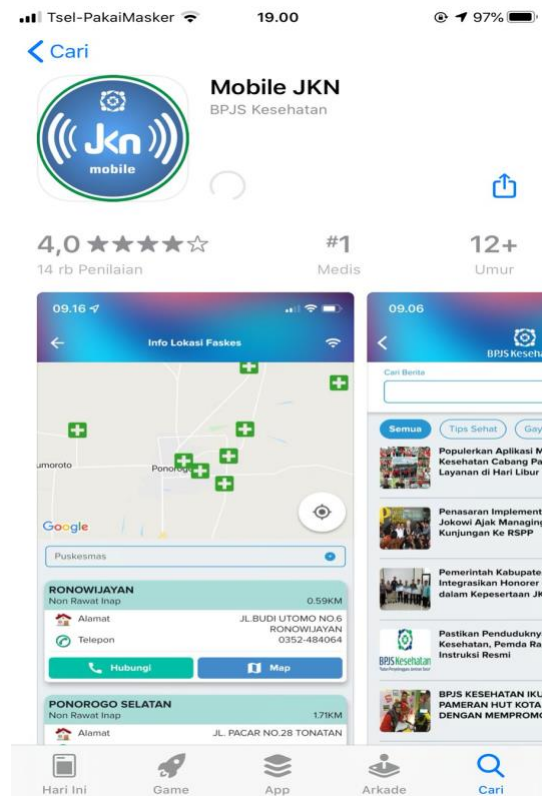 Tsel-PakaiMasker 19.00 97%
Cari
Mobile JKN
BPJS Kesehatan
JKn
mobile
4,0 #1 12+
14 rb Penilaian Medis Umur
09.16
Info Lokasi Faskes
umoroto
Ponorogo
Google
Puskesmas
RONOWIJAYAN
Non Rawat Inap 0.59KM
Alamat JL.BUDI UTOMO NO.6
RONOWIJAYAN
Telepon 0352-484064
Hubungi Map
PONOROGO SELATAN
Non Rawat Inap 1.71KM
Alamat JL. PACAR NO.28 TONATAN
09.06
BPJS Keseha
Cari Berita
Semua Tips Sehat Gay
Populerkan Aplikasi M
Kesehatan Cabang Pa
Layanan di Hari Libur
Penasaran Implement
Jokowi Ajak Managing
Kunjungan Ke RSPP
Pemerintah Kabupate
Integrasikan Honorer
dalam Kepesertaan JK
BPJS Kesehatan
Pastikan Penduduknya
Kesehatan, Pemda Ra
Instruksi Resmi
BPJS KESEHATAN IKU
PAMERAN HUT KOTA
DENGAN MEMPROMO
Hari Ini Game App Arkade Cari